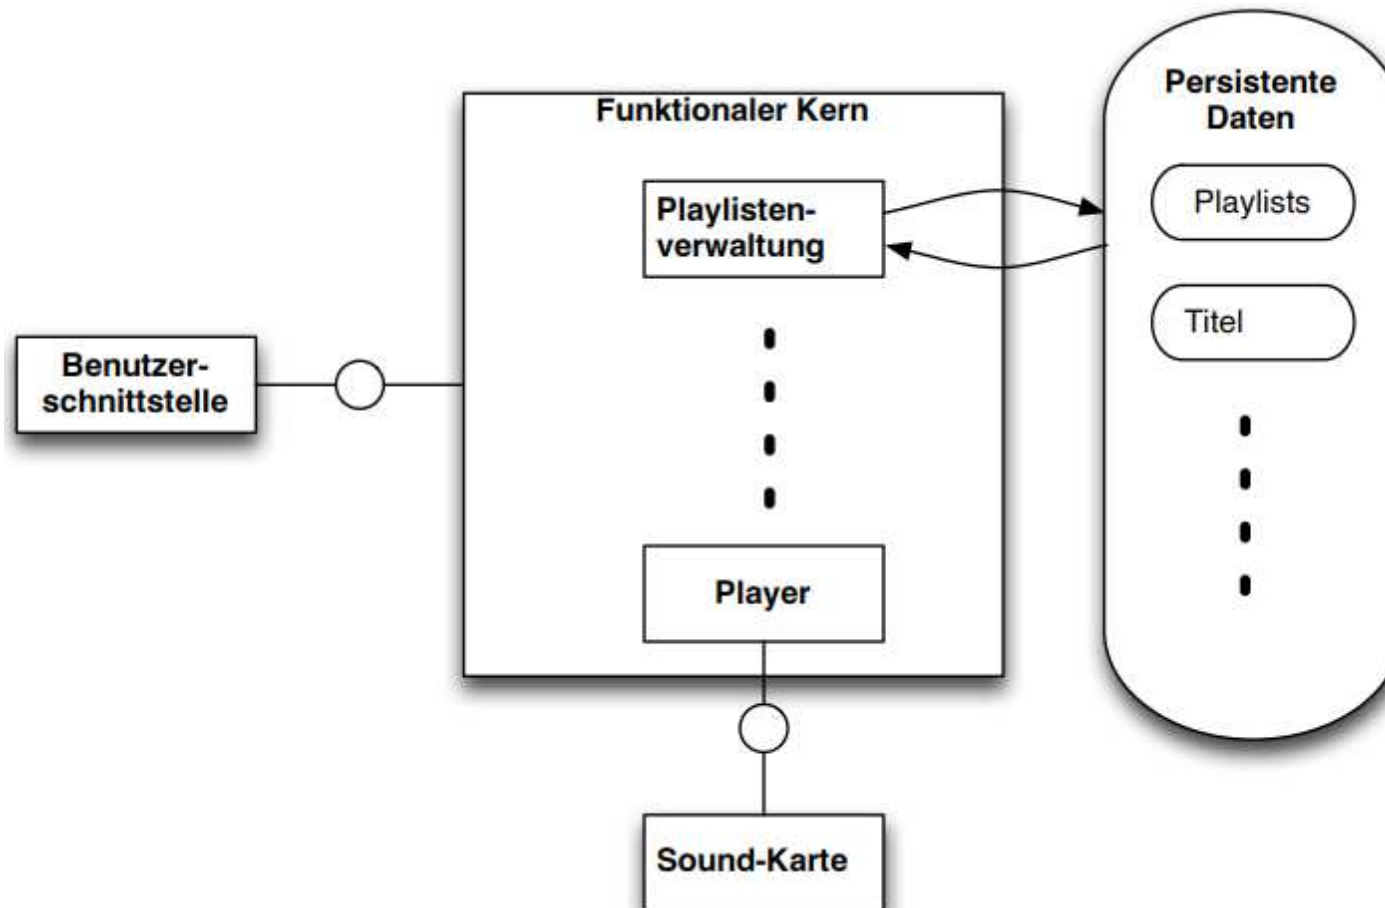 Persistente
Daten
Funktionaler Kern
Playlisten-
verwaltung
Playlists
Titel
Benutzer-
schnittstelle
Player
Sound-Karte